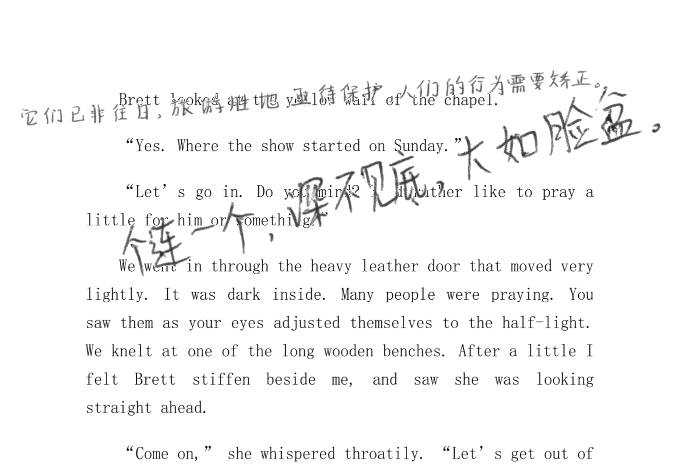 Brett looked at the yellow wall of the chapel.
它们已非往日,旅游胜地亟待保护,人们的行为需要矫正。
“Yes. Where the show started on Sunday.”
个连一个,深不见底,大如脸盆。
“Let’s go in. Do you mind? I’d rather like to pray a
little for him or something.”
We went in through the heavy leather door that moved very
lightly. It was dark inside. Many people were praying. You
saw them as your eyes adjusted themselves to the half-light.
We knelt at one of the long wooden benches. After a little I
felt Brett stiffen beside me, and saw she was looking
straight ahead.
“Come on,” she whispered throatily. “Let’s get out of